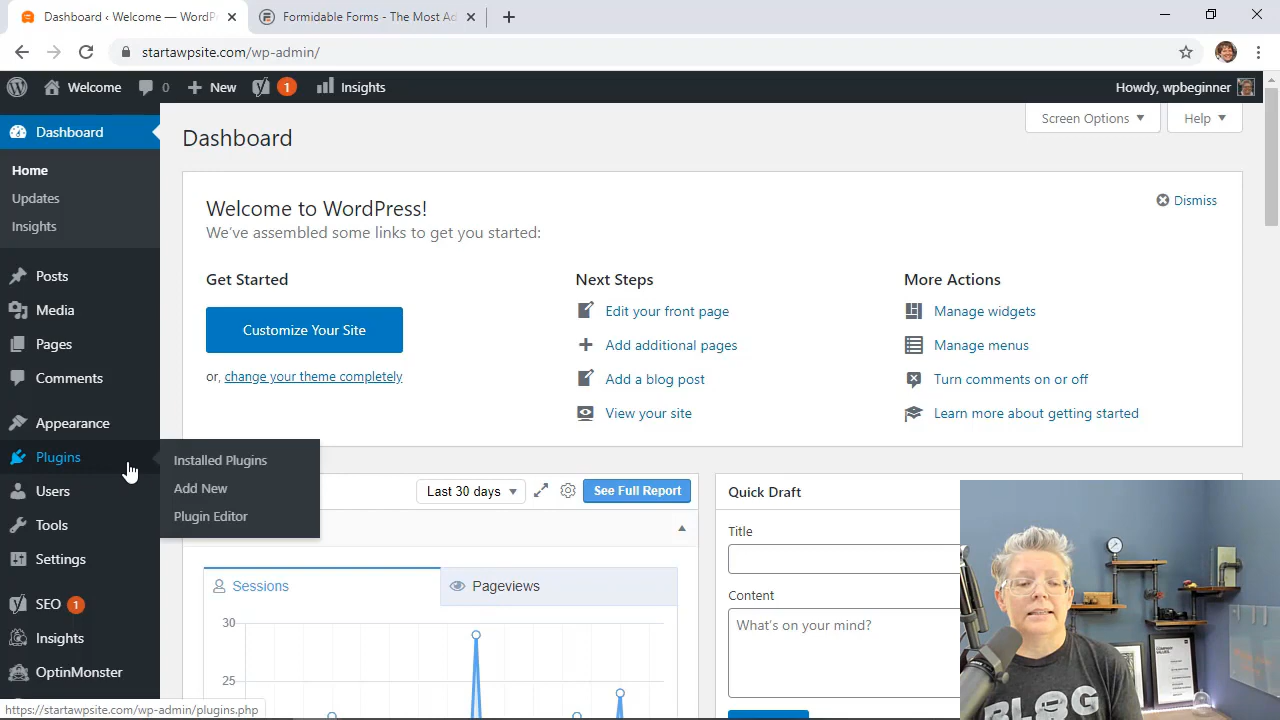 Dashboard ‹ Welcome — WordP
Formidable Forms - The Most Ad
startawpsite.com/wp-admin/
Welcome
0
New
1
Insights
Howdy, wpbeginner
Dashboard
Home
Updates
Insights
Posts
Media
Pages
Comments
Appearance
Plugins
Users
Tools
Settings
SEO 1
Insights
OptinMonster
Installed Plugins
Add New
Plugin Editor
Dashboard
Screen Options
Help
Welcome to WordPress!
We've assembled some links to get you started:
Dismiss
Get Started
Customize Your Site
or, change your theme completely
Next Steps
Edit your front page
Add additional pages
Add a blog post
View your site
More Actions
Manage widgets
Manage menus
Turn comments on or off
Learn more about getting started
Last 30 days
See Full Report
Sessions
Pageviews
30
25
Quick Draft
Title
Content
What's on your mind?
https://startawpsite.com/wp-admin/plugins.php
BLOG